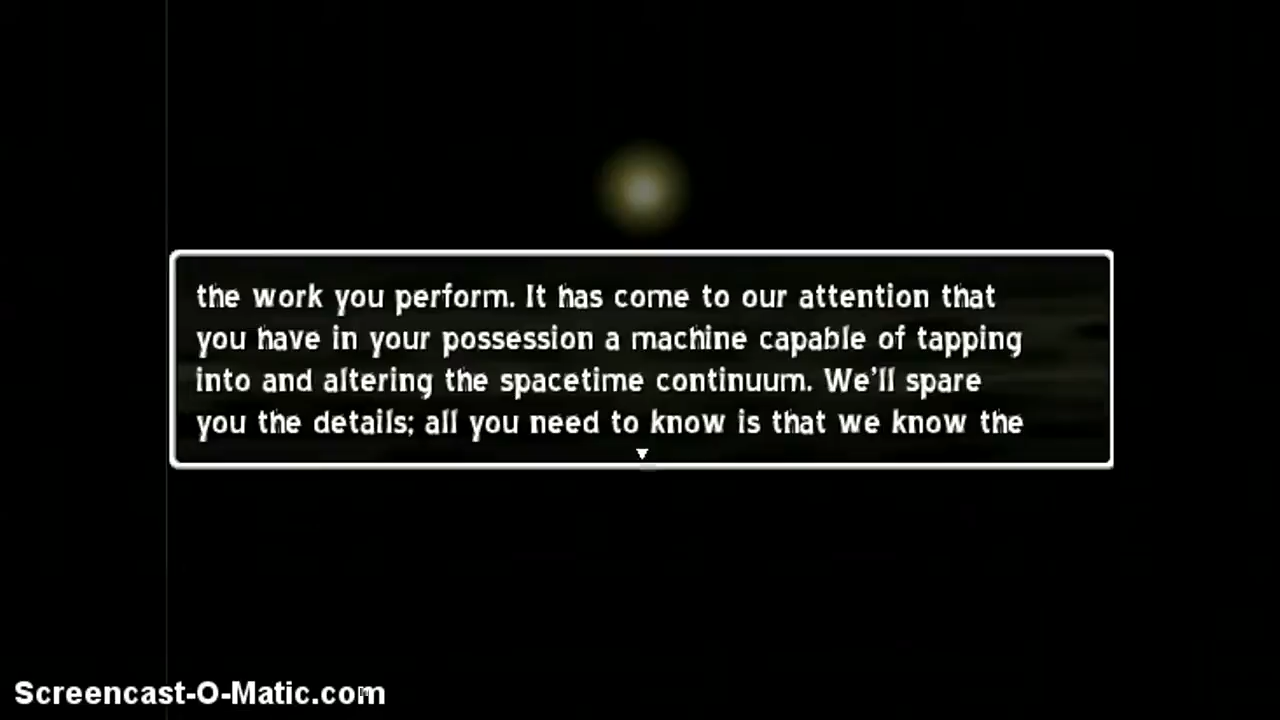 the work you perform. It has come to our attention that
you have in your possession a machine capable of tapping
into and altering the spacetime continuum. We'll spare
you the details; all you need to know is that we know the
Screencast-O-Matic.com